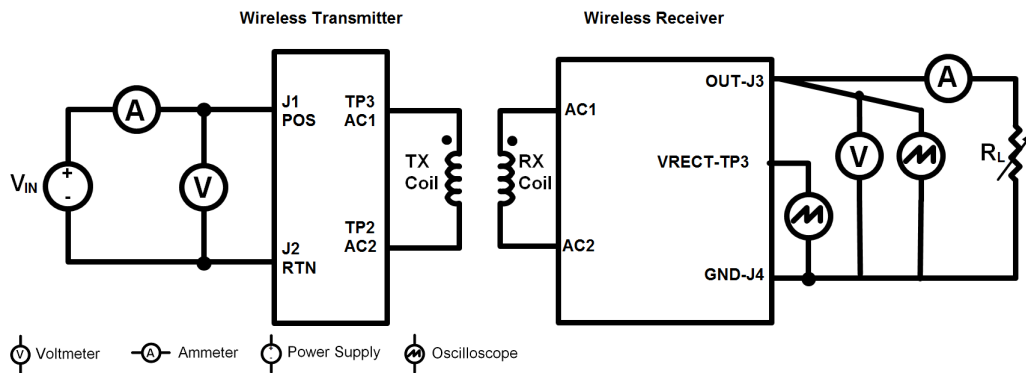 Wireless Transmitter
Wireless Receiver
A
V
VIN
+
-
J1
POS
J2
RTN
TP3
AC1
TP2
AC2
TX
Coil
RX
Coil
AC1
AC2
OUT-J3
VRECT-TP3
GND-J4
A
V
RL
V Voltmeter
A Ammeter
+
-
Power Supply
Oscilloscope